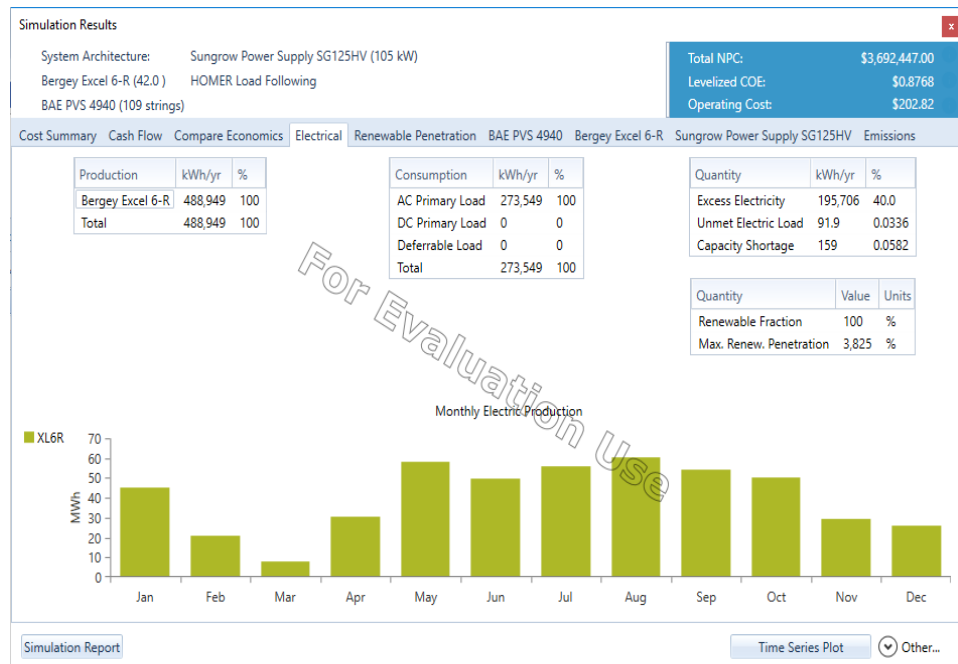 Simulation Results
x
System Architecture: Sungrow Power Supply SG125HV (105 kW)
Bergey Excel 6-R (42.0 ) HOMER Load Following
BAE PVS 4940 (109 strings)
Total NPC: $3,692,447.00
Levelized COE: $0.8768
Operating Cost: $202.82
Cost Summary Cash Flow Compare Economics Electrical Renewable Penetration BAE PVS 4940 Bergey Excel 6-R Sungrow Power Supply SG125HV Emissions
Production kWh/yr %
Bergey Excel 6-R 488,949 100
Total 488,949 100
Consumption kWh/yr %
AC Primary Load 273,549 100
DC Primary Load 0 0
Deferrable Load 0 0
Total 273,549 100
Quantity kWh/yr %
Excess Electricity 195,706 40.0
Unmet Electric Load 91.9 0.0336
Capacity Shortage 159 0.0582
Quantity Value Units
Renewable Fraction 100 %
Max. Renew. Penetration 3,825 %
For Evaluation Use
Monthly Electric Production
XL6R
MWh
70
60
50
40
30
20
10
0
Jan Feb Mar Apr May Jun Jul Aug Sep Oct Nov Dec
Simulation Report
Time Series Plot
Other...